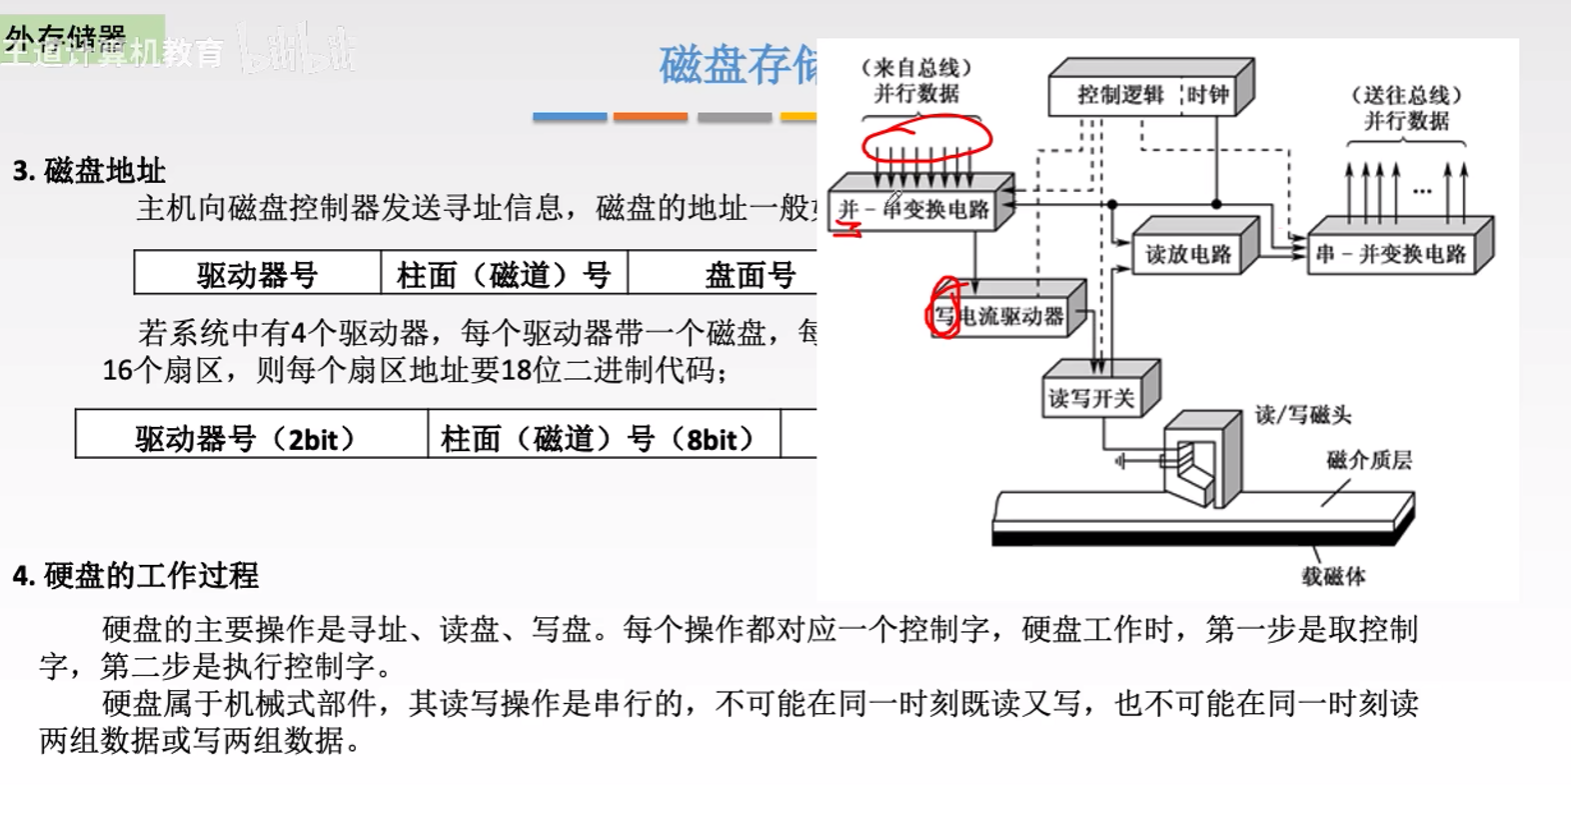 外存储器
王道计算机教育 bilibili
磁盘存储
3. 磁盘地址
主机向磁盘控制器发送寻址信息，磁盘的地址一般
驱动器号 柱面（磁道）号 盘面号
若系统中有4个驱动器，每个驱动器带一个磁盘，每
16个扇区，则每个扇区地址要18位二进制代码；
驱动器号（2bit） 柱面（磁道）号（8bit）
（来自总线）
并行数据
控制逻辑 时钟
（送往总线）
并行数据
并－串变换电路
...
读放电路
串－并变换电路
写电流驱动器
读写开关
读/写磁头
磁介质层
载磁体
4. 硬盘的工作过程
硬盘的主要操作是寻址、读盘、写盘。每个操作都对应一个控制字，硬盘工作时，第一步是取控制
字，第二步是执行控制字。
硬盘属于机械式部件，其读写操作是串行的，不可能在同一时刻既读又写，也不可能在同一时刻读
两组数据或写两组数据。